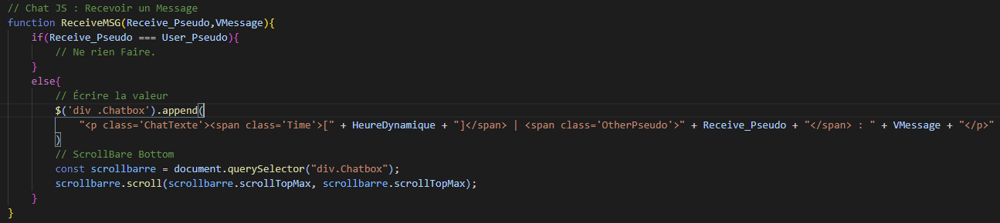 // Chat JS : Recevoir un Message
function ReceiveMSG(Receive_Pseudo,VMessage){
    if(Receive_Pseudo === User_Pseudo){
        // Ne rien Faire.
    }
    else{
        // Écrire la valeur
        $('div .Chatbox').append(
            "<p class='ChatTexte'><span class='Time'>[" + HeureDynamique + "]</span> | <span class='OtherPseudo'>" + Receive_Pseudo + "</span> : " + VMessage + "</p>"
        )
        // ScrollBare Bottom
        const scrollbarre = document.querySelector("div.Chatbox");
        scrollbarre.scroll(scrollbarre.scrollTopMax, scrollbarre.scrollTopMax);
    }
}